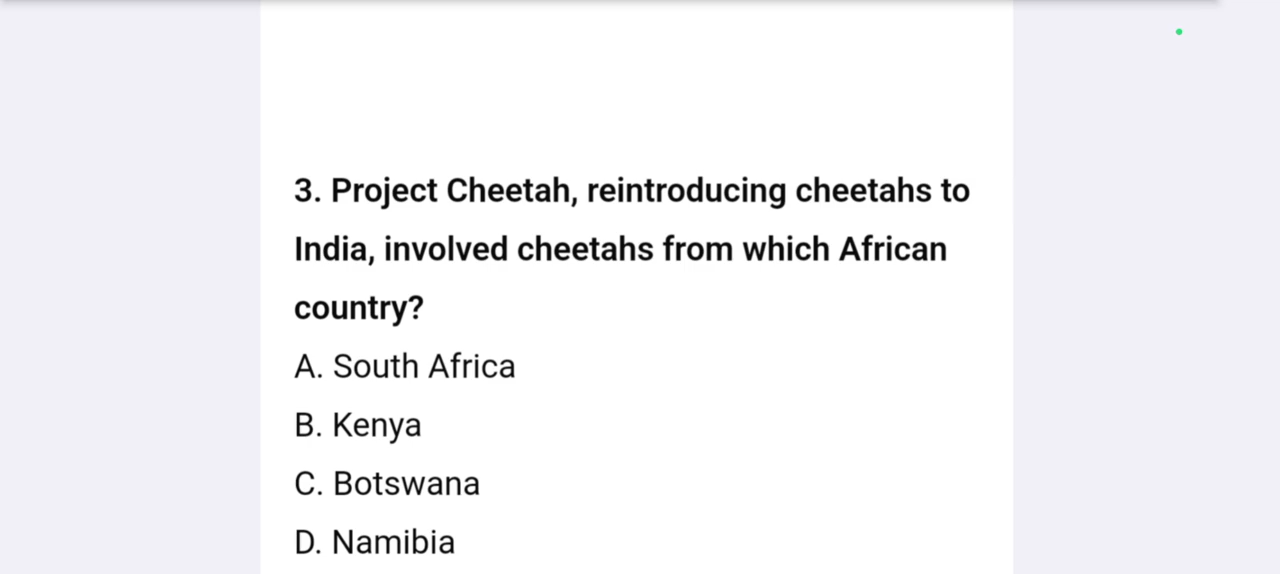 3. Project Cheetah, reintroducing cheetahs to
India, involved cheetahs from which African
country?
A. South Africa
B. Kenya
C. Botswana
D. Namibia